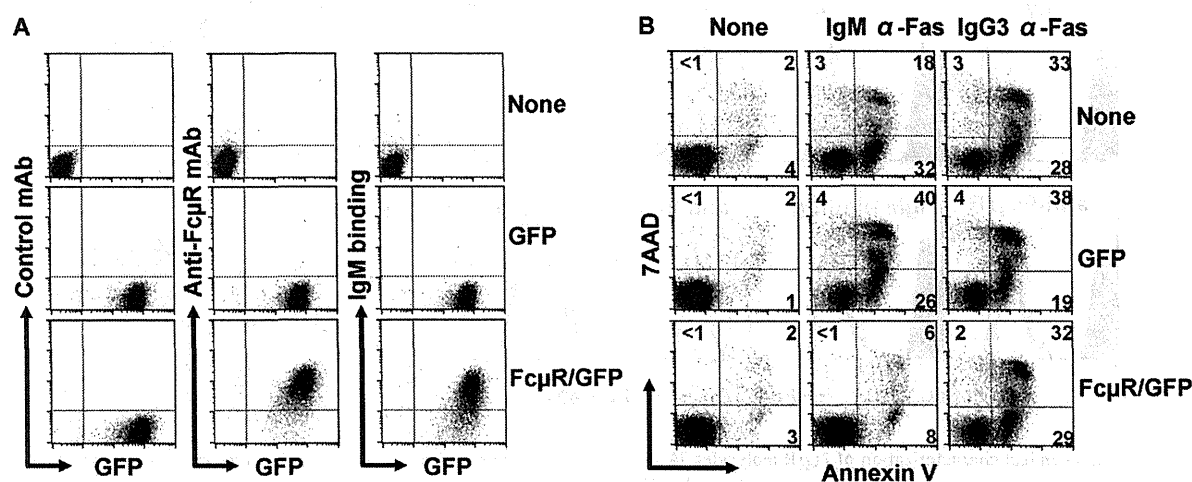 A
Control mAb
Anti-FcμR mAb
IgM binding
None
GFP
FcμR/GFP
GFP
GFP
GFP
B
None
IgM α-Fas
IgG3 α-Fas
<1 2
4
3 18
32
3 33
28
None
<1 2
1
4 40
26
4 38
19
GFP
<1 2
3
<1 6
8
2 32
29
FcμR/GFP
7AAD
Annexin V